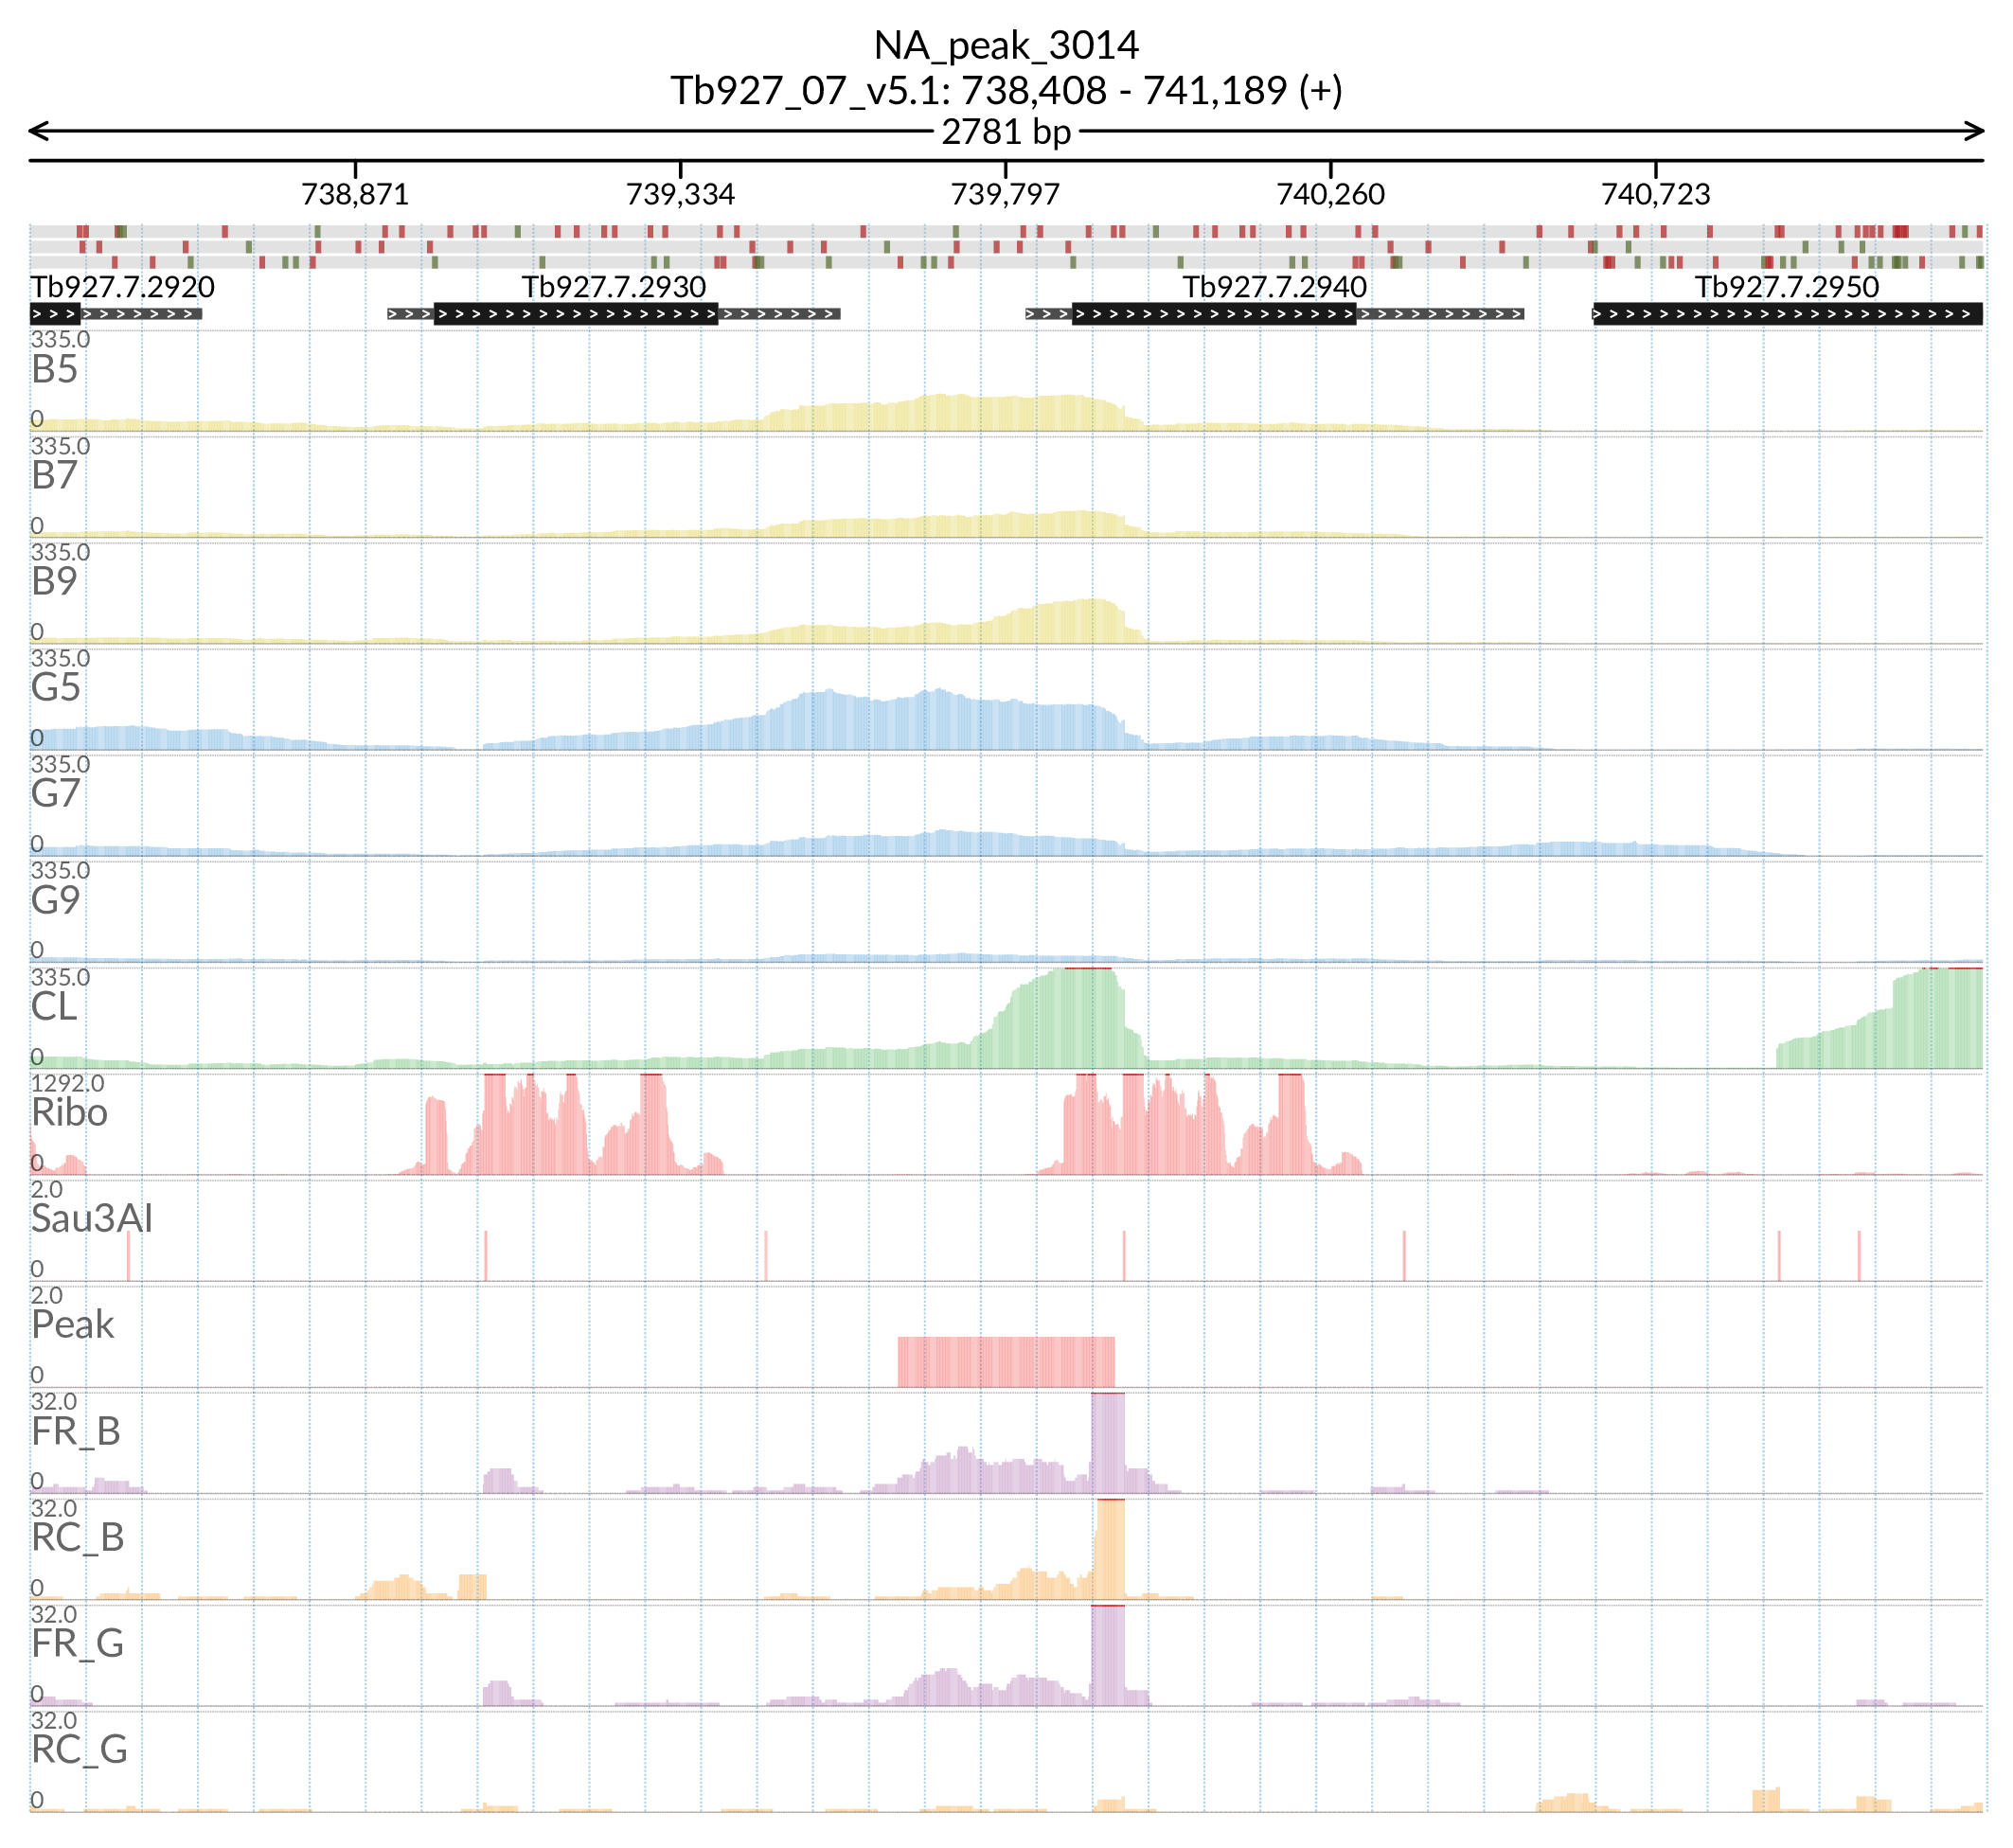 NA_peak_3014
Tb927_07_v5.1: 738,408 - 741,189 (+)
2781 bp
738,871 739,334 739,797 740,260 740,723
Tb927.7.2920 Tb927.7.2930 Tb927.7.2940 Tb927.7.2950
335.0
B5
0
335.0
B7
0
335.0
B9
0
335.0
G5
0
335.0
G7
0
335.0
G9
0
335.0
CL
0
1292.0
Ribo
0
2.0
Sau3AI
0
2.0
Peak
0
32.0
FR_B
0
32.0
RC_B
0
32.0
FR_G
0
32.0
RC_G
0